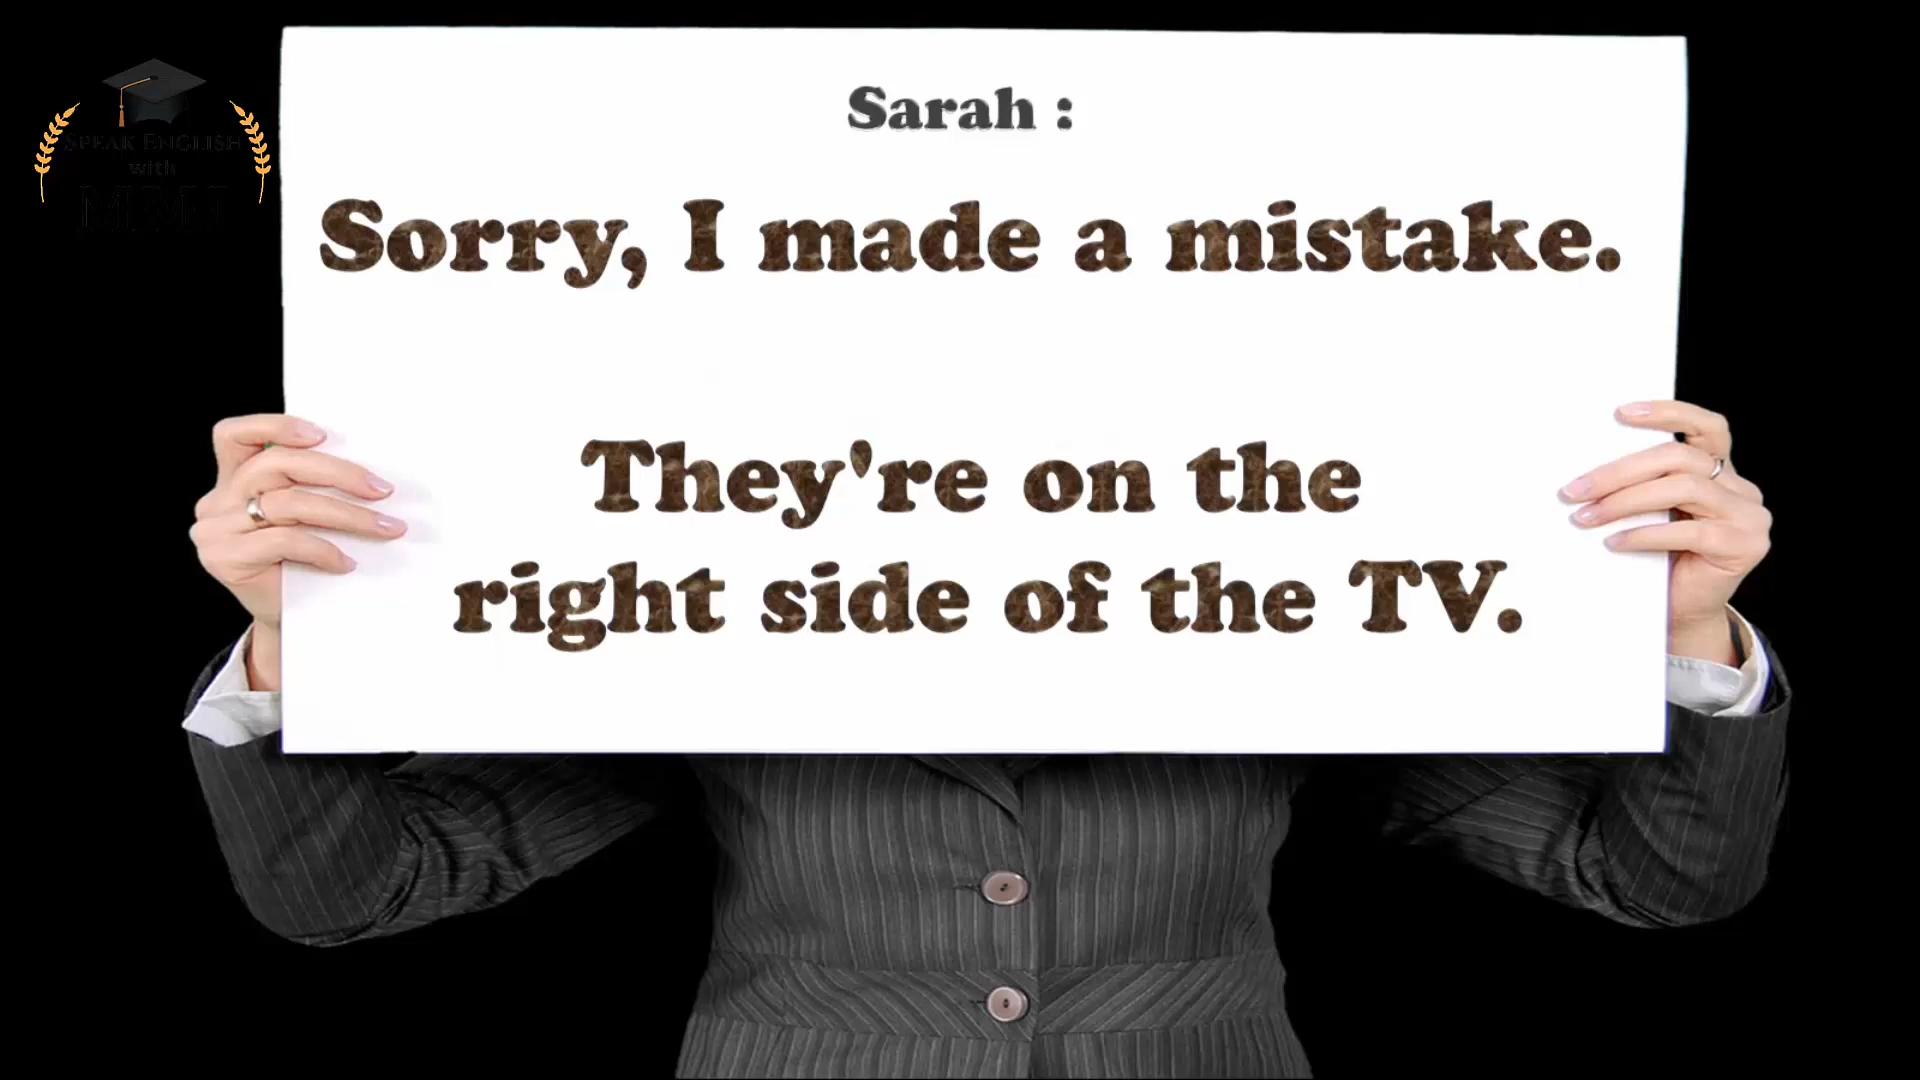 SPEAK ENGLISH
with
Sarah :
Sorry, I made a mistake.
They're on the
right side of the TV.